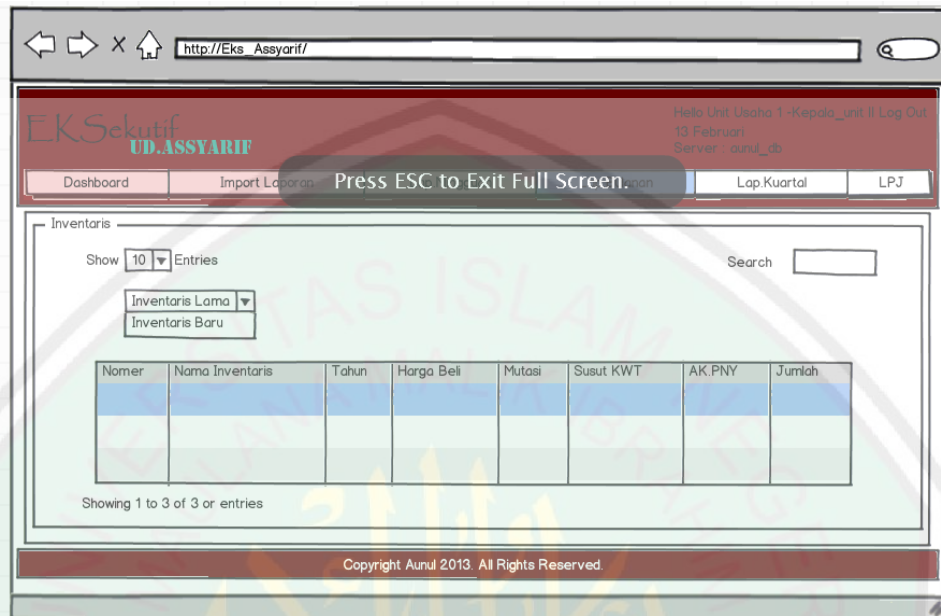 http://Eks_Assyarif/
EKSekutif
UD.ASSYARIF
Hello Unit Usaha 1 -Kepala_unit II Log Out
13 Februari
Server : aunul_db
Dashboard Import Laporan Lap.Kuartal LPJ
Press ESC to Exit Full Screen.
Inventaris
Show 10 Entries Search
Inventaris Lama
Inventaris Baru
Nomer Nama Inventaris Tahun Harga Beli Mutasi Susut KWT AK.PNY Jumlah
Showing 1 to 3 of 3 or entries
Copyright Aunul 2013. All Rights Reserved.